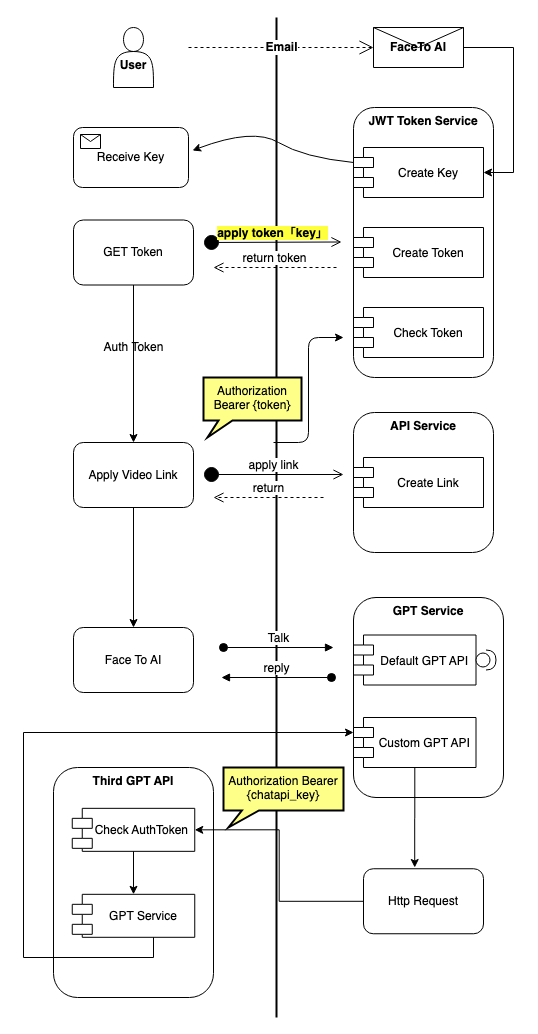 User
Email
FaceTo AI
JWT Token Service
Receive Key
Create Key
GET Token
apply token「key」
return token
Create Token
Auth Token
Check Token
Authorization
Bearer {token}
API Service
Apply Video Link
apply link
return
Create Link
GPT Service
Face To AI
Talk
reply
Default GPT API
Custom GPT API
Third GPT API
Authorization Bearer
{chatapi_key}
Check AuthToken
GPT Service
Http Request